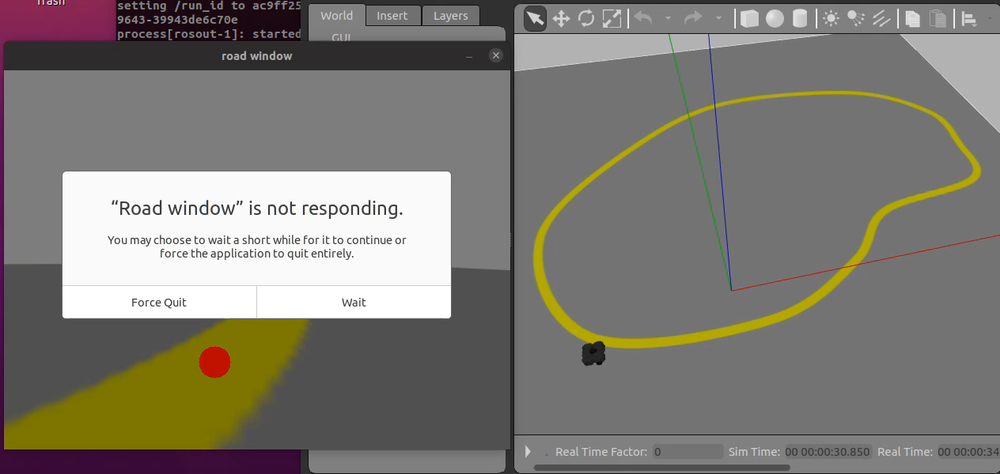 Trash
setting /run_id to ac9ff25
9643-39943de6c70e
process[rosout-1]: started
World
Insert
Layers
GUI
road window
“Road window” is not responding.
You may choose to wait a short while for it to continue or
force the application to quit entirely.
Force Quit
Wait
Real Time Factor: 0 Sim Time: 00 00:00:30.850 Real Time: 00 00:00:34